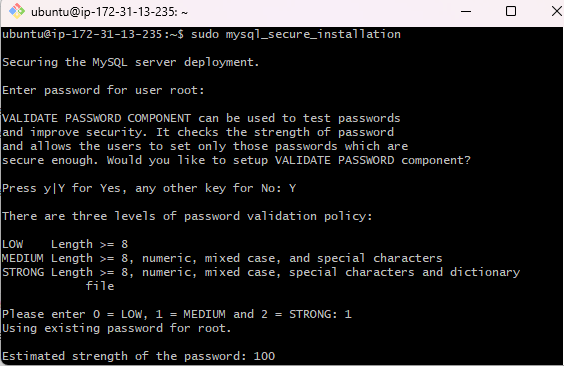 ubuntu@ip-172-31-13-235: ~
ubuntu@ip-172-31-13-235:~$ sudo mysql_secure_installation
Securing the MySQL server deployment.
Enter password for user root:
VALIDATE PASSWORD COMPONENT can be used to test passwords
and improve security. It checks the strength of password
and allows the users to set only those passwords which are
secure enough. Would you like to setup VALIDATE PASSWORD component?
Press y|Y for Yes, any other key for No: Y
There are three levels of password validation policy:
LOW    Length >= 8
MEDIUM Length >= 8, numeric, mixed case, and special characters
STRONG Length >= 8, numeric, mixed case, special characters and dictionary
file
Please enter 0 = LOW, 1 = MEDIUM and 2 = STRONG: 1
Using existing password for root.
Estimated strength of the password: 100